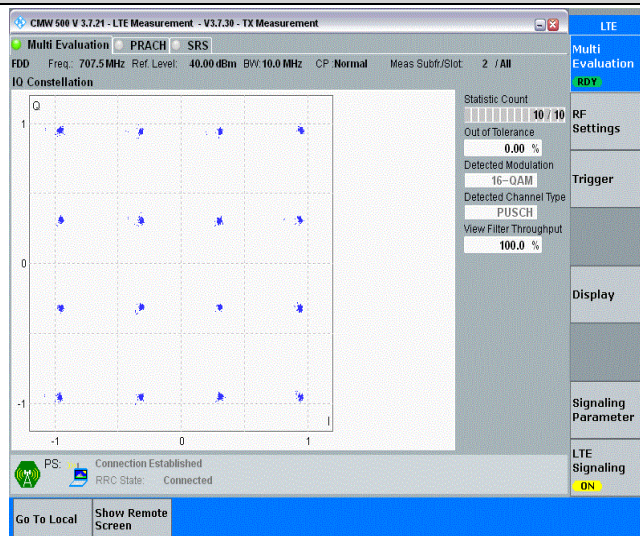 CMW 500 V 3.7.21 - LTE Measurement - V3.7.30 - TX Measurement
LTE
Multi Evaluation PRACH SRS
Multi
Evaluation
RDY
FDD Freq.: 707.5 MHz Ref. Level: 40.00 dBm BW: 10.0 MHz CP :Normal Meas Subfr./Slot: 2 / All
IQ Constellation
Q
1
0
-1
-1 0 1
I
Statistic Count
10 / 10
Out of Tolerance
0.00 %
Detected Modulation
16-QAM
Detected Channel Type
PUSCH
View Filter Throughput
100.0 %
RF
Settings
Trigger
Display
Signaling
Parameter
LTE
Signaling
ON
PS: Connection Established
RRC State: Connected
Go To Local
Show Remote
Screen